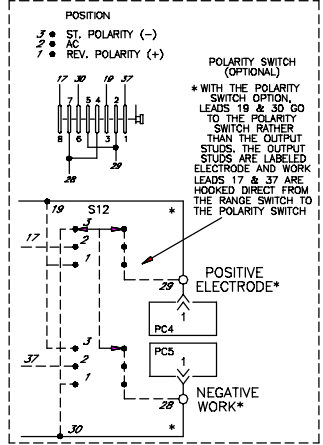 POSITION
3 ST. POLARITY (-)
2 AC
1 REV. POLARITY (+)
17 30 19 37
7 5 4 2
8 6 3 1
28 29
POLARITY SWITCH
(OPTIONAL)
* WITH THE POLARITY
SWITCH OPTION,
LEADS 19 & 30 GO
TO THE POLARITY
SWITCH RATHER
THAN THE OUTPUT
STUDS. THE OUTPUT
STUDS ARE LABELED
ELECTRODE AND WORK
LEADS 17 & 37 ARE
HOOKED DIRECT FROM
THE RANGE SWITCH TO
THE POLARITY SWITCH
19 S12 *
3
17 2
1
29
POSITIVE
ELECTRODE*
1
PC4
PC5
1
3
37 2
1
28
NEGATIVE
WORK*
30 *